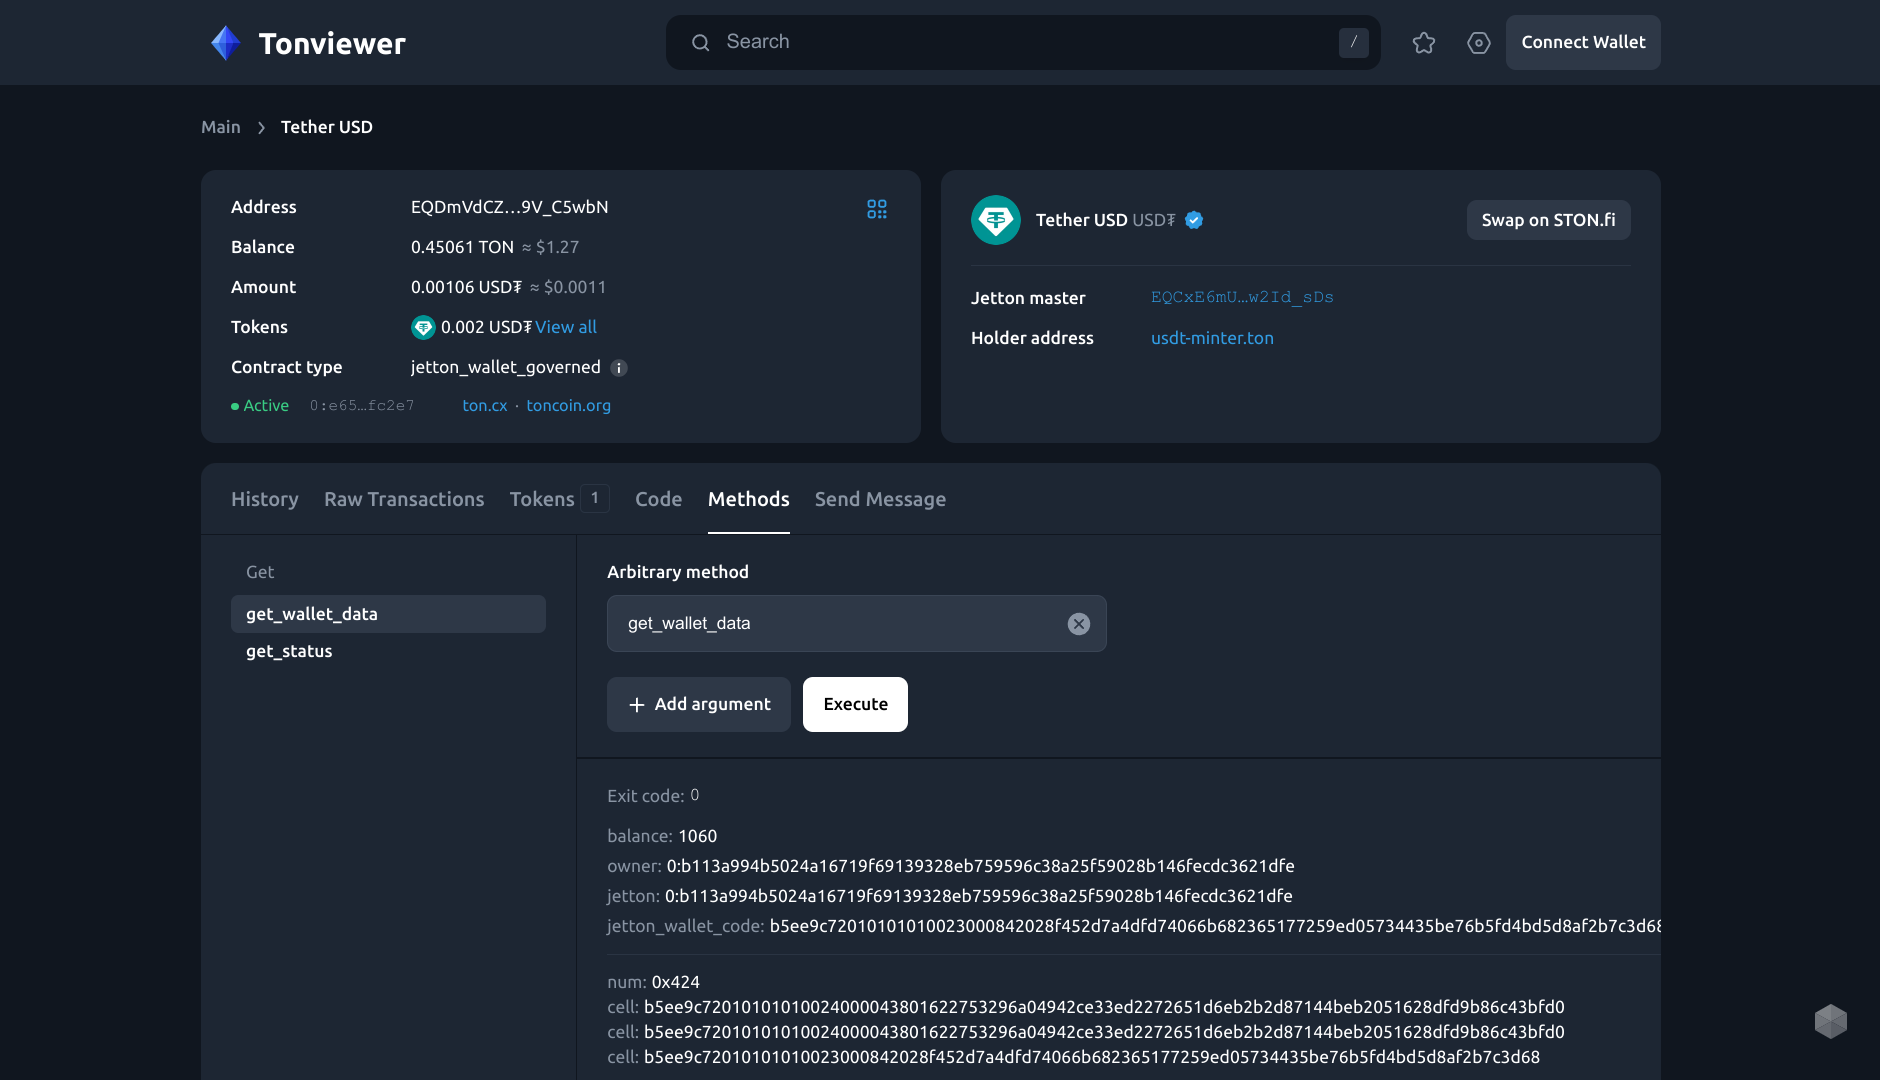 Tonviewer
Search
/
Connect Wallet
Main > Tether USD
Address EQDmVdCZ…9V_C5wbN
Balance 0.45061 TON ≈ $1.27
Amount 0.00106 USD₮ ≈ $0.0011
Tokens 0.002 USD₮ View all
Contract type jetton_wallet_governed i
Active 0:e65…fc2e7 ton.cx · toncoin.org
Tether USD USD₮
Swap on STON.fi
Jetton master EQCxE6mU…w2Id_sDs
Holder address usdt-minter.ton
History Raw Transactions Tokens 1 Code Methods Send Message
Get
get_wallet_data
get_status
Arbitrary method
get_wallet_data
+ Add argument
Execute
Exit code: 0
balance: 1060
owner: 0:b113a994b5024a16719f69139328eb759596c38a25f59028b146fecdc3621dfe
jetton: 0:b113a994b5024a16719f69139328eb759596c38a25f59028b146fecdc3621dfe
jetton_wallet_code: b5ee9c72010101010023000842028f452d7a4dfd74066b682365177259ed05734435be76b5fd4bd5d8af2b7c3d68
num: 0x424
cell: b5ee9c72010101010024000043801622753296a04942ce33ed2272651d6eb2b2d87144beb2051628dfd9b86c43bfd0
cell: b5ee9c72010101010024000043801622753296a04942ce33ed2272651d6eb2b2d87144beb2051628dfd9b86c43bfd0
cell: b5ee9c72010101010023000842028f452d7a4dfd74066b682365177259ed05734435be76b5fd4bd5d8af2b7c3d68